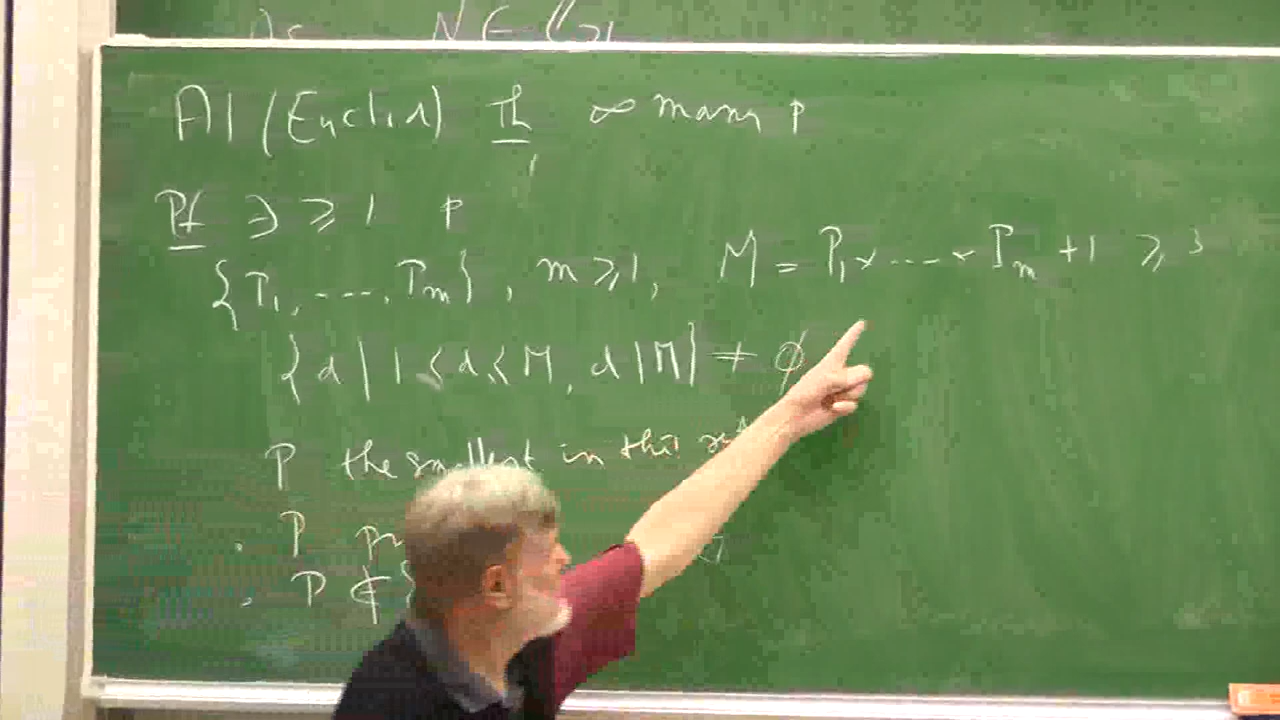 N ∈
A1 (Euclid) Th ∞ many p
Pf ∃ ≥ 1 p
{P₁, ..., Pₘ}, m ≥ 1, M = P₁ × .... × Pₘ + 1 ≥ 3
{d | 1 < d ≤ M, d | M} ≠ ∅
P the smallest in this
. P
. P ∉ {